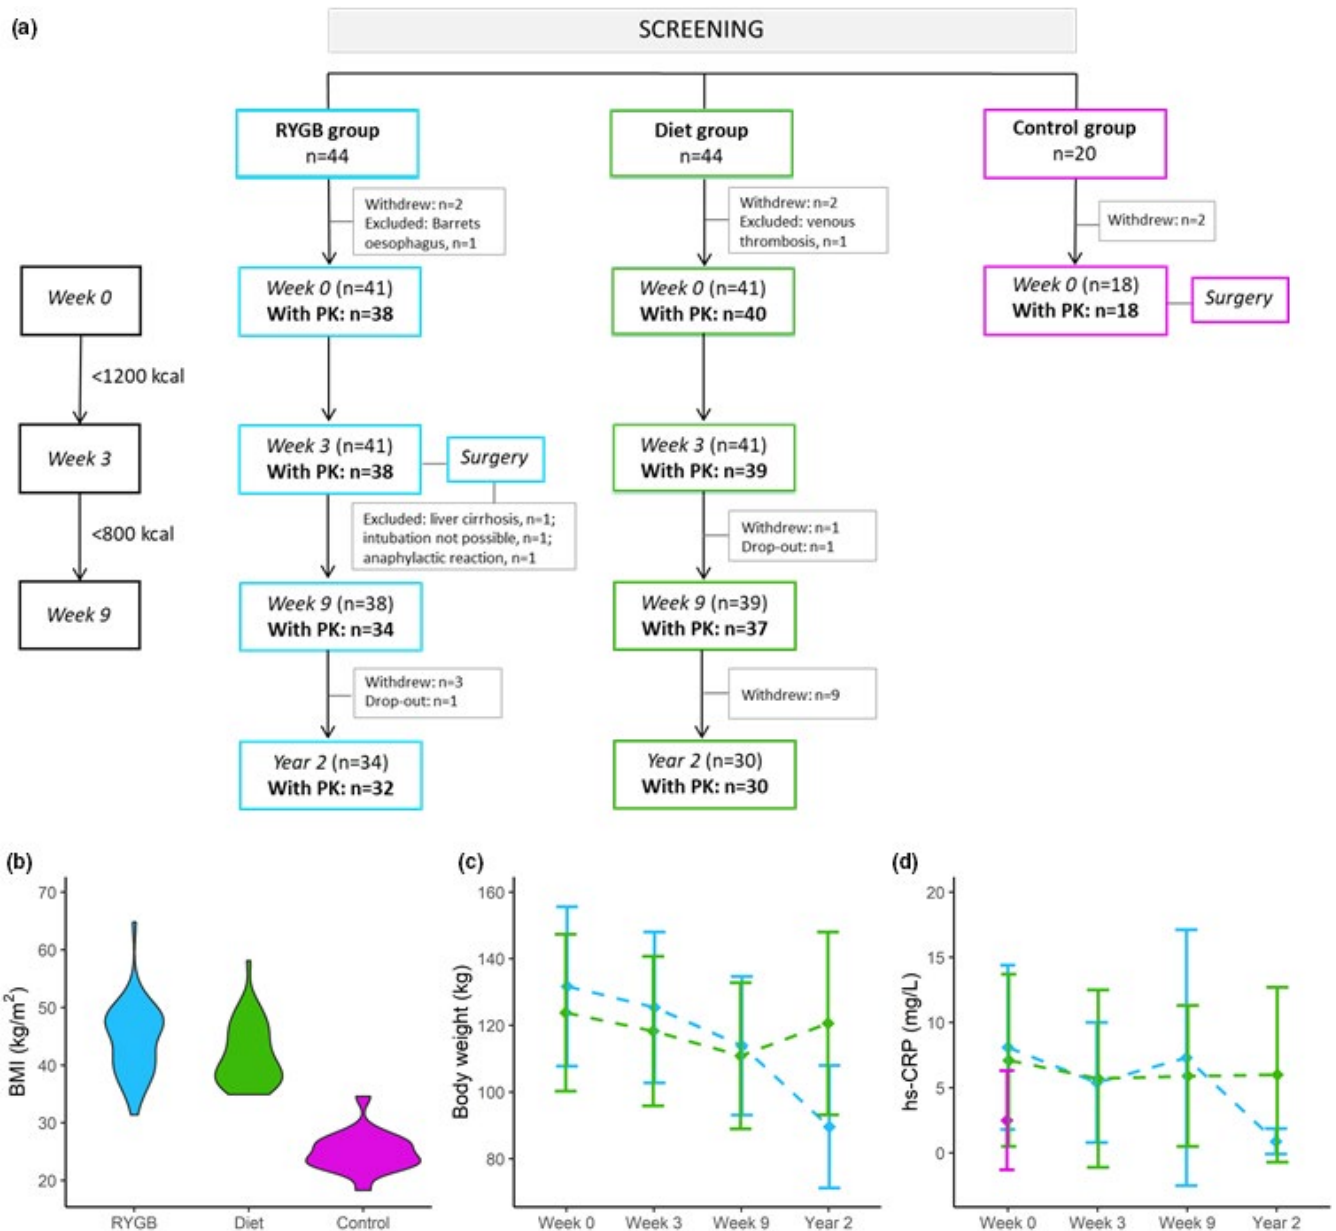 (a)
SCREENING
RYGB group
n=44
Diet group
n=44
Control group
n=20
Withdrew: n=2
Excluded: Barrets
oesophagus, n=1
Withdrew: n=2
Excluded: venous
thrombosis, n=1
Withdrew: n=2
Week 0
Week 0 (n=41)
With PK: n=38
Week 0 (n=41)
With PK: n=40
Week 0 (n=18)
With PK: n=18
Surgery
<1200 kcal
Week 3
Week 3 (n=41)
With PK: n=38
Surgery
Week 3 (n=41)
With PK: n=39
<800 kcal
Excluded: liver cirrhosis, n=1;
intubation not possible, n=1;
anaphylactic reaction, n=1
Withdrew: n=1
Drop-out: n=1
Week 9
Week 9 (n=38)
With PK: n=34
Week 9 (n=39)
With PK: n=37
Withdrew: n=3
Drop-out: n=1
Withdrew: n=9
Year 2 (n=34)
With PK: n=32
Year 2 (n=30)
With PK: n=30
(b)
BMI (kg/m²)
70
60
50
40
30
20
RYGB
Diet
Control
(c)
Body weight (kg)
160
140
120
100
80
Week 0
Week 3
Week 9
Year 2
(d)
hs-CRP (mg/L)
20
15
10
5
0
Week 0
Week 3
Week 9
Year 2